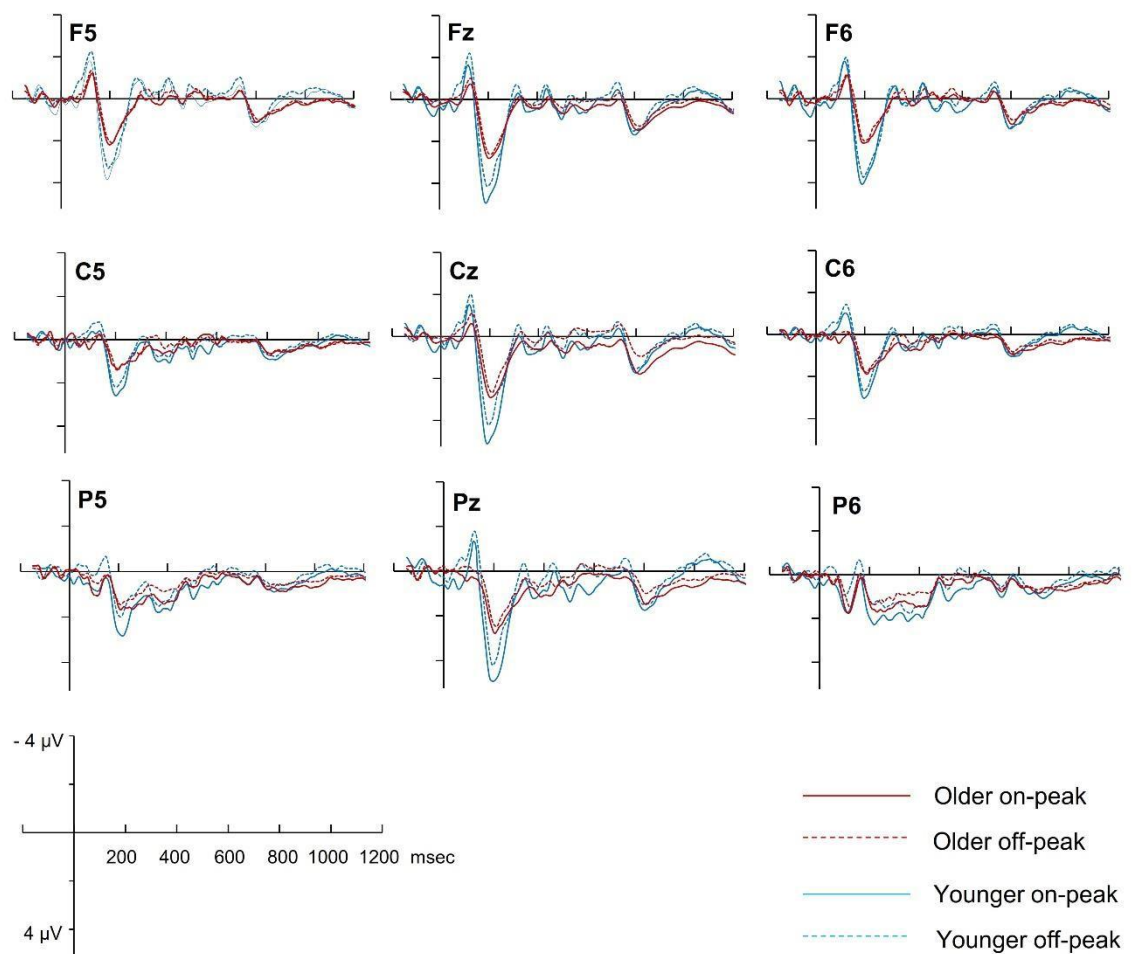 F5
Fz
F6
C5
Cz
C6
P5
Pz
P6
- 4 µV
200 400 600 800 1000 1200 msec
4 µV
Older on-peak
Older off-peak
Younger on-peak
Younger off-peak